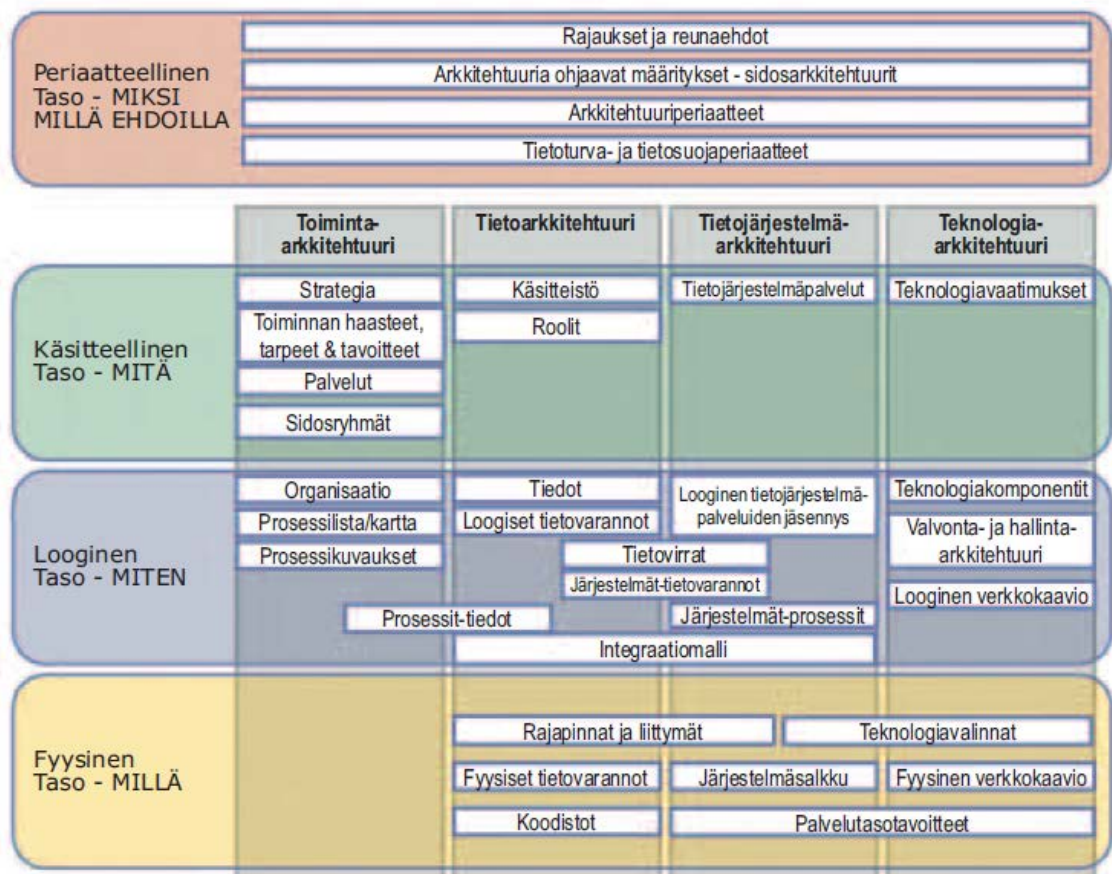 Periaatteellinen
Taso - MIKSI
MILLÄ EHDOILLA
Rajaukset ja reunaehdot
Arkkitehtuuria ohjaavat määritykset - sidosarkkitehtuurit
Arkkitehtuuriperiaatteet
Tietoturva- ja tietosuojaperiaatteet
Toiminta-
arkkitehtuuri
Tietoarkkitehtuuri
Tietojärjestelmä-
arkkitehtuuri
Teknologia-
arkkitehtuuri
Käsitteellinen
Taso - MITÄ
Strategia
Toiminnan haasteet,
tarpeet & tavoitteet
Palvelut
Sidosryhmät
Käsitteistö
Roolit
Tietojärjestelmäpalvelut
Teknologiavaatimukset
Looginen
Taso - MITEN
Organisaatio
Prosessilista/kartta
Prosessikuvaukset
Tiedot
Loogiset tietovarannot
Looginen tietojärjestelmä-
palveluiden jäsennys
Tietovirrat
Järjestelmät-tietovarannot
Prosessit-tiedot
Järjestelmät-prosessit
Integraatiomalli
Teknologiakomponentit
Valvonta- ja hallinta-
arkkitehtuuri
Looginen verkkokaavio
Fyysinen
Taso - MILLÄ
Rajapinnat ja liittymät
Teknologiavalinnat
Fyysiset tietovarannot
Järjestelmäsalkku
Fyysinen verkkokaavio
Koodistot
Palvelutasotavoitteet